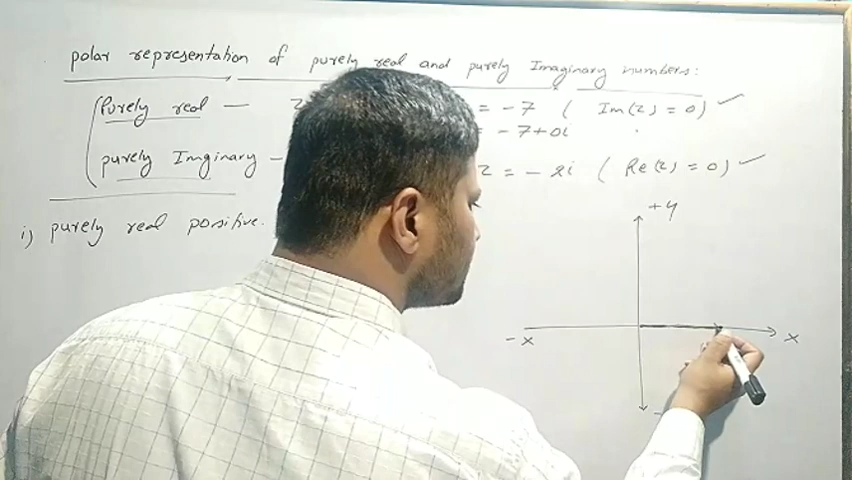 polar representation of purely real and purely Imaginary numbers:
Purely real — z = -7 ( Im(z) = 0 )
= -7+0i
purely Imginary - z = - 2i ( Re(z) = 0 )
i) purely real positive.
+y
-x
x